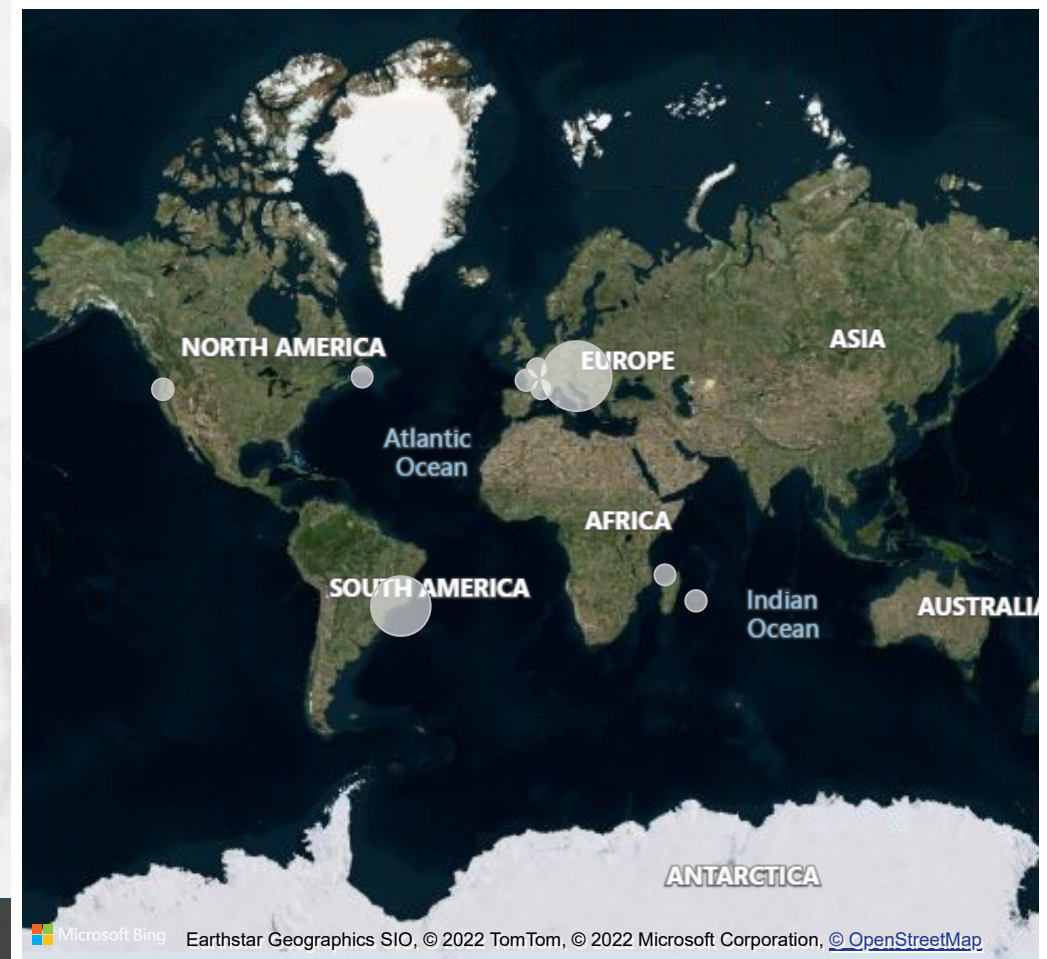 NORTH AMERICA
EUROPE
ASIA
Atlantic
Ocean
AFRICA
SOUTH AMERICA
Indian
Ocean
AUSTRALIA
ANTARCTICA
Microsoft Bing
Earthstar Geographics SIO, © 2022 TomTom, © 2022 Microsoft Corporation, © OpenStreetMap